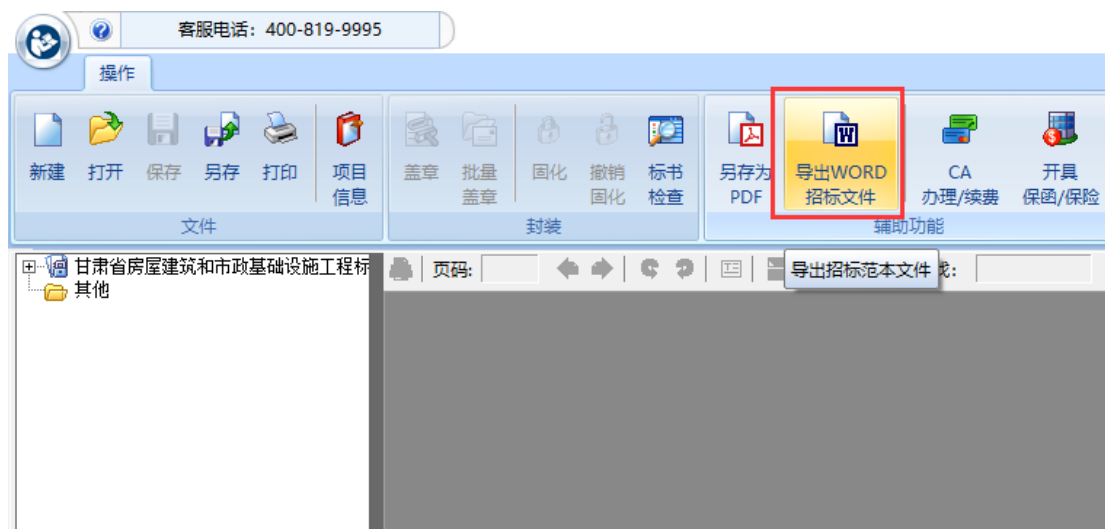 客服电话：400-819-9995
操作
新建
打开
保存
另存
打印
项目
信息
文件
盖章
批量
盖章
固化
撤销
固化
标书
检查
封装
另存为
PDF
导出WORD
招标文件
CA
办理/续费
开具
保函/保险
辅助功能
甘肃省房屋建筑和市政基础设施工程标
其他
页码:
导出招标范本文件